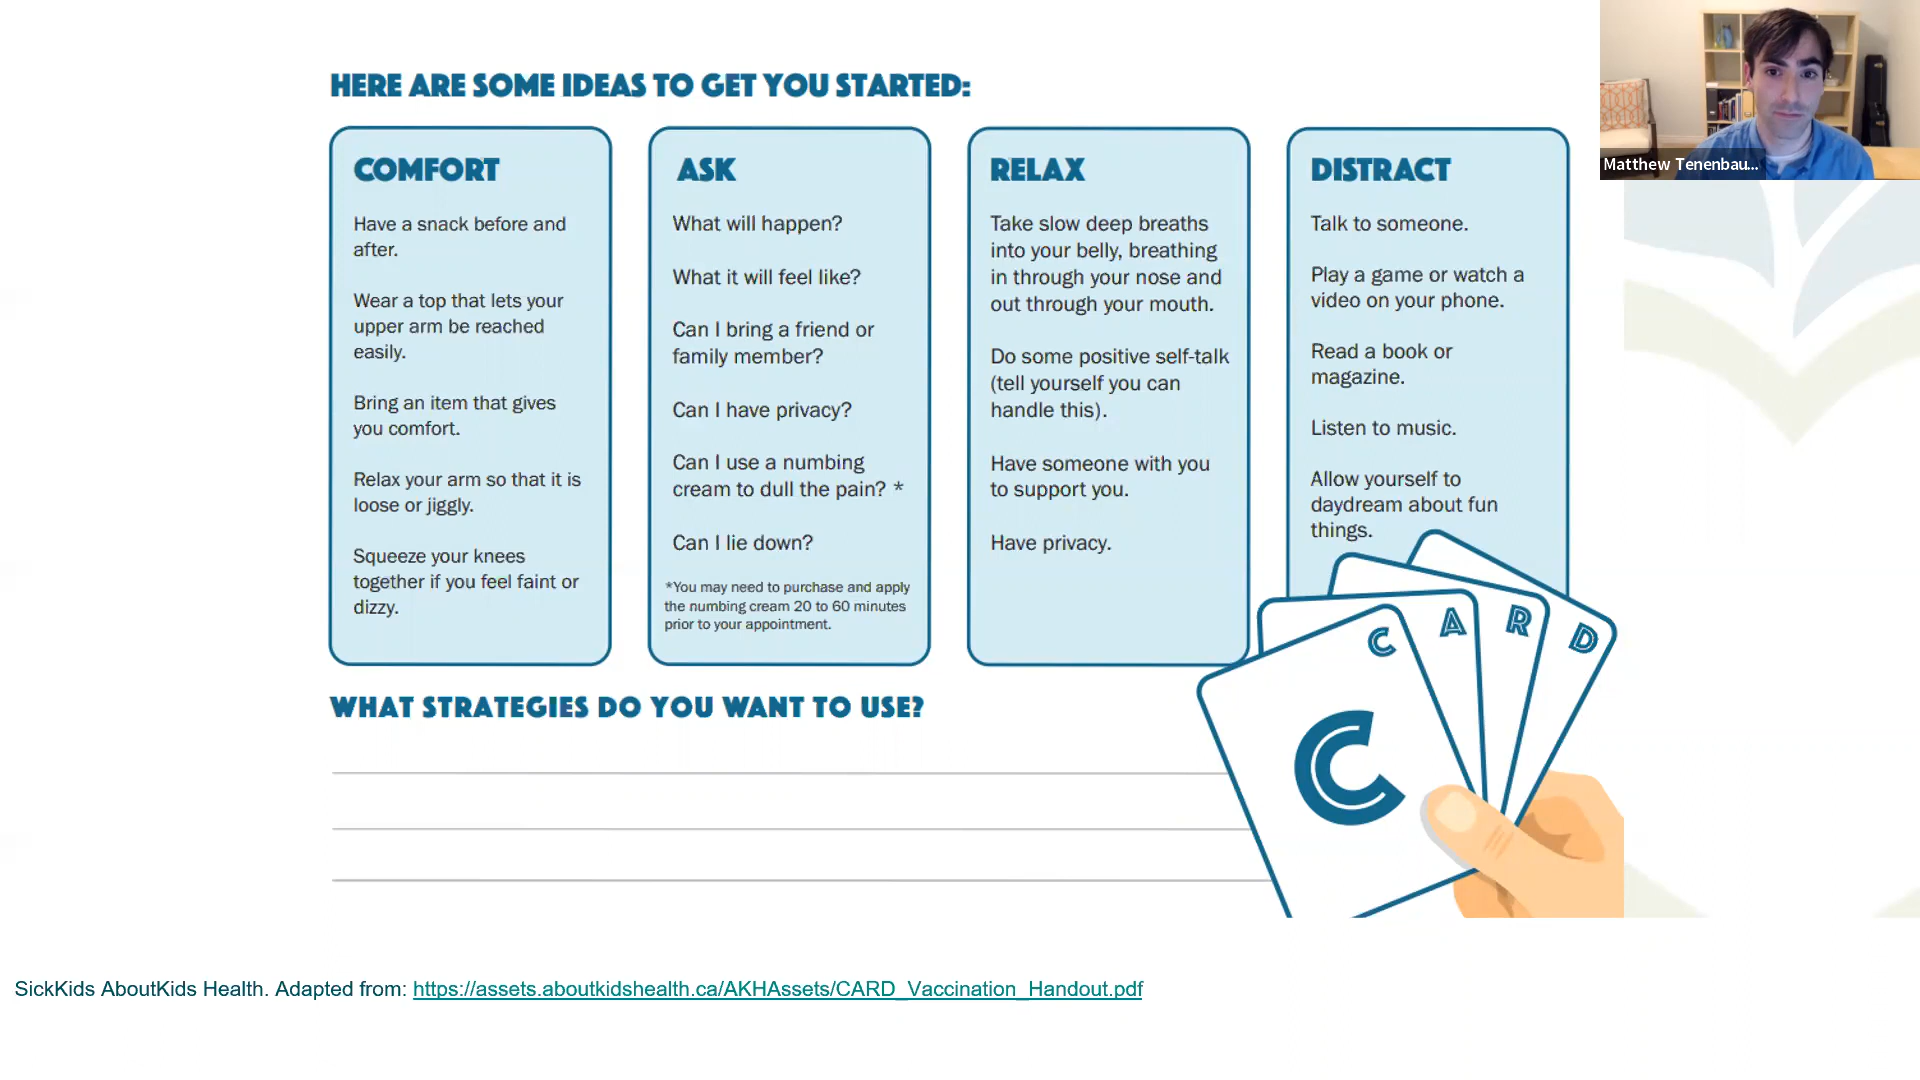 HERE ARE SOME IDEAS TO GET YOU STARTED:
COMFORT
Have a snack before and
after.
Wear a top that lets your
upper arm be reached
easily.
Bring an item that gives
you comfort.
Relax your arm so that it is
loose or jiggly.
Squeeze your knees
together if you feel faint or
dizzy.
ASK
What will happen?
What it will feel like?
Can I bring a friend or
family member?
Can I have privacy?
Can I use a numbing
cream to dull the pain? *
Can I lie down?
*You may need to purchase and apply
the numbing cream 20 to 60 minutes
prior to your appointment.
RELAX
Take slow deep breaths
into your belly, breathing
in through your nose and
out through your mouth.
Do some positive self-talk
(tell yourself you can
handle this).
Have someone with you
to support you.
Have privacy.
DISTRACT
Talk to someone.
Play a game or watch a
video on your phone.
Read a book or
magazine.
Listen to music.
Allow yourself to
daydream about fun
things.
C A R D
C
WHAT STRATEGIES DO YOU WANT TO USE?
SickKids AboutKids Health. Adapted from: https://assets.aboutkidshealth.ca/AKHAssets/CARD_Vaccination_Handout.pdf
Matthew Tenenbau...